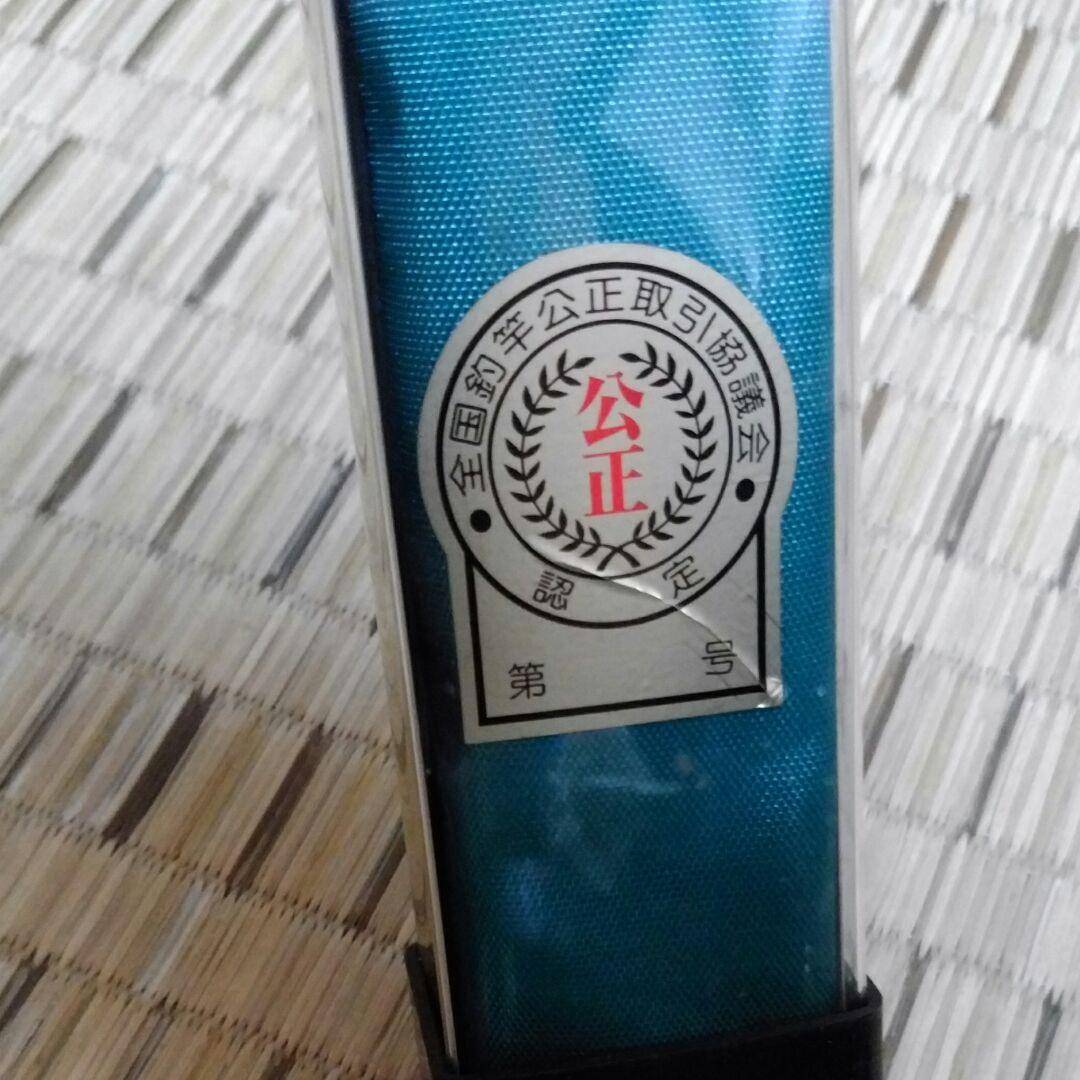 全国釣竿公正取引協議会
公正
認定
第 号